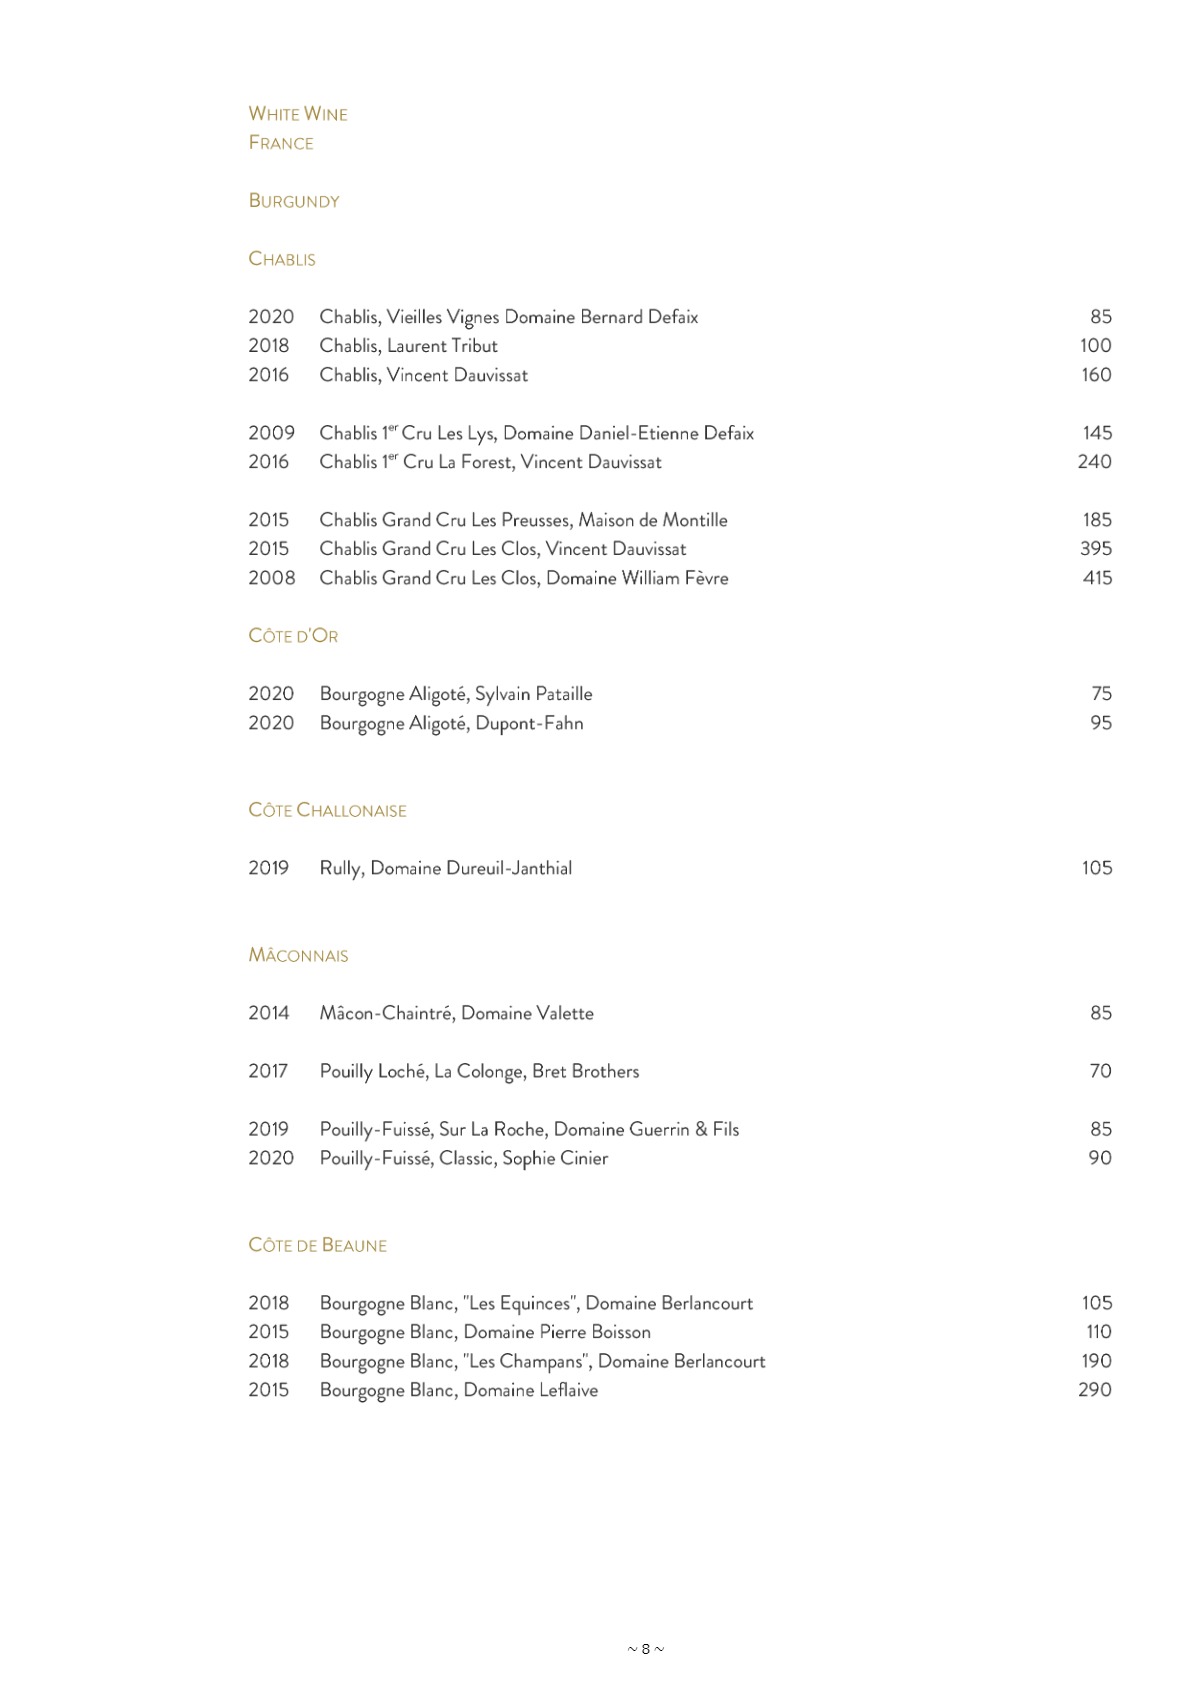 White Wine
France
Burgundy
Chablis
2020 Chablis, Vieilles Vignes Domaine Bernard Defaix 85
2018 Chablis, Laurent Tribut 100
2016 Chablis, Vincent Dauvissat 160
2009 Chablis 1er Cru Les Lys, Domaine Daniel-Etienne Defaix 145
2016 Chablis 1er Cru La Forest, Vincent Dauvissat 240
2015 Chablis Grand Cru Les Preusses, Maison de Montille 185
2015 Chablis Grand Cru Les Clos, Vincent Dauvissat 395
2008 Chablis Grand Cru Les Clos, Domaine William Fèvre 415
Côte d'Or
2020 Bourgogne Aligoté, Sylvain Pataille 75
2020 Bourgogne Aligoté, Dupont-Fahn 95
Côte Challonaise
2019 Rully, Domaine Dureuil-Janthial 105
Mâconnais
2014 Mâcon-Chaintré, Domaine Valette 85
2017 Pouilly Loché, La Colonge, Bret Brothers 70
2019 Pouilly-Fuissé, Sur La Roche, Domaine Guerrin & Fils 85
2020 Pouilly-Fuissé, Classic, Sophie Cinier 90
Côte de Beaune
2018 Bourgogne Blanc, "Les Equinces", Domaine Berlancourt 105
2015 Bourgogne Blanc, Domaine Pierre Boisson 110
2018 Bourgogne Blanc, "Les Champans", Domaine Berlancourt 190
2015 Bourgogne Blanc, Domaine Leflaive 290
~ 8 ~